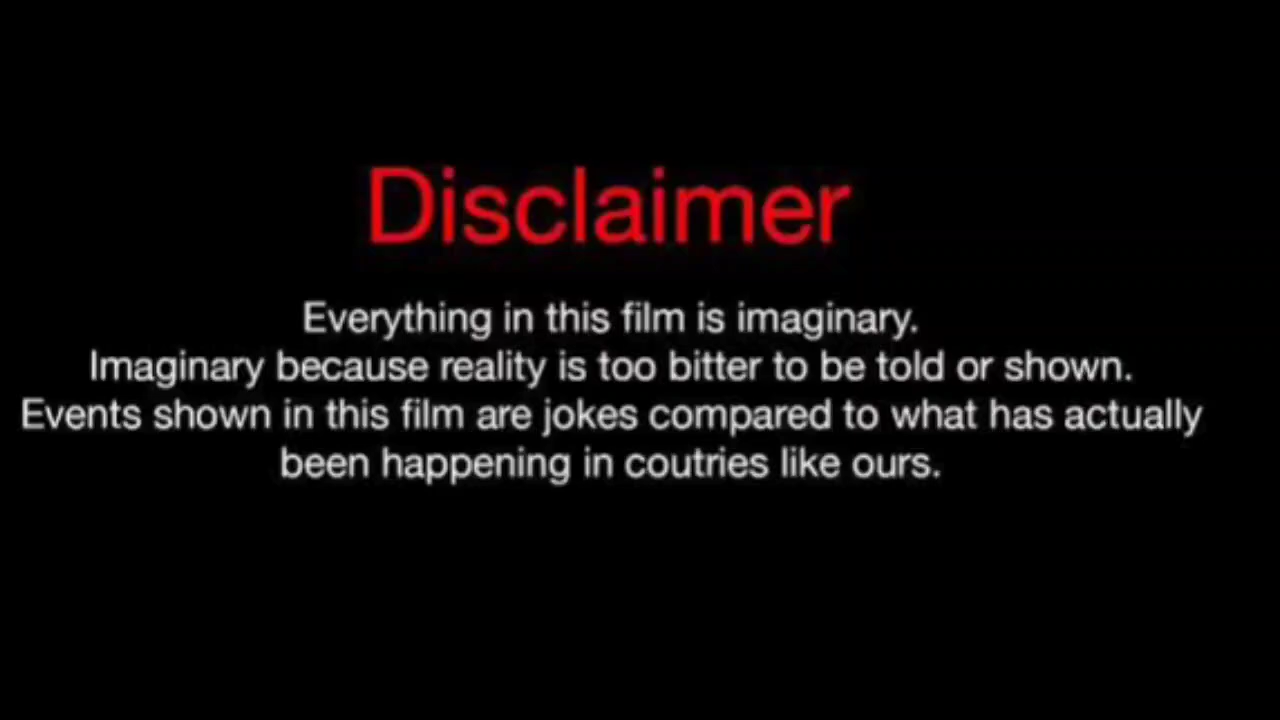 Disclaimer
Everything in this film is imaginary.
Imaginary because reality is too bitter to be told or shown.
Events shown in this film are jokes compared to what has actually
been happening in coutries like ours.